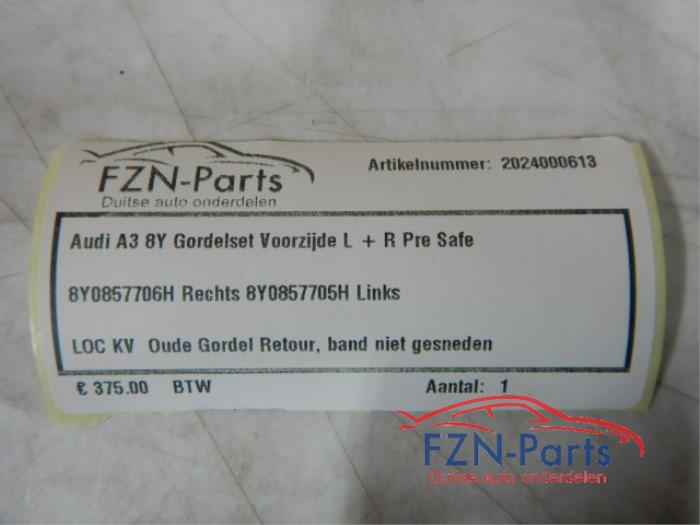 FZN-Parts
Duitse auto onderdelen
Artikelnummer: 2024000613
Audi A3 8Y Gordelset Voorzijde L + R Pre Safe
8Y0857706H Rechts 8Y0857705H Links
LOC KV Oude Gordel Retour, band niet gesneden
€ 375.00 BTW Aantal: 1
FZN-Parts
Duitse auto onderdelen